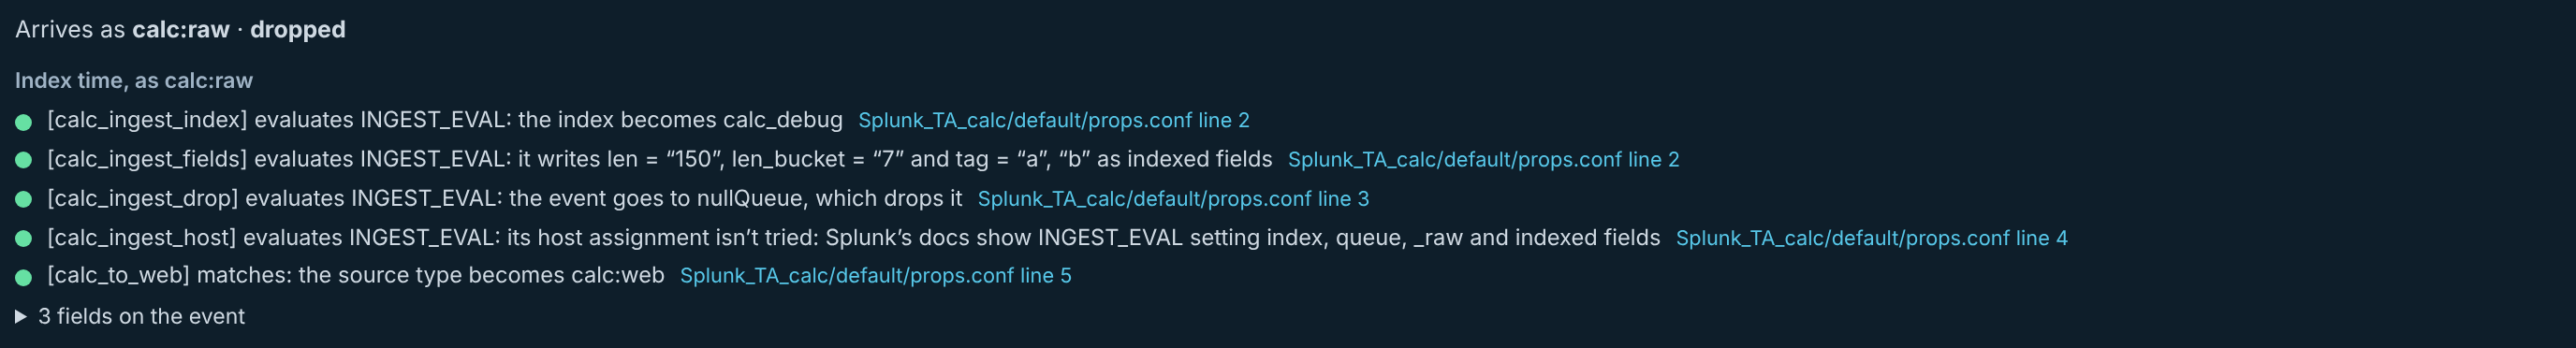 Arrives as calc:raw · dropped
Index time, as calc:raw
[calc_ingest_index] evaluates INGEST_EVAL: the index becomes calc_debug Splunk_TA_calc/default/props.conf line 2
[calc_ingest_fields] evaluates INGEST_EVAL: it writes len = “150”, len_bucket = “7” and tag = “a”, “b” as indexed fields Splunk_TA_calc/default/props.conf line 2
[calc_ingest_drop] evaluates INGEST_EVAL: the event goes to nullQueue, which drops it Splunk_TA_calc/default/props.conf line 3
[calc_ingest_host] evaluates INGEST_EVAL: its host assignment isn’t tried: Splunk’s docs show INGEST_EVAL setting index, queue, _raw and indexed fields Splunk_TA_calc/default/props.conf line 4
[calc_to_web] matches: the source type becomes calc:web Splunk_TA_calc/default/props.conf line 5
▶ 3 fields on the event